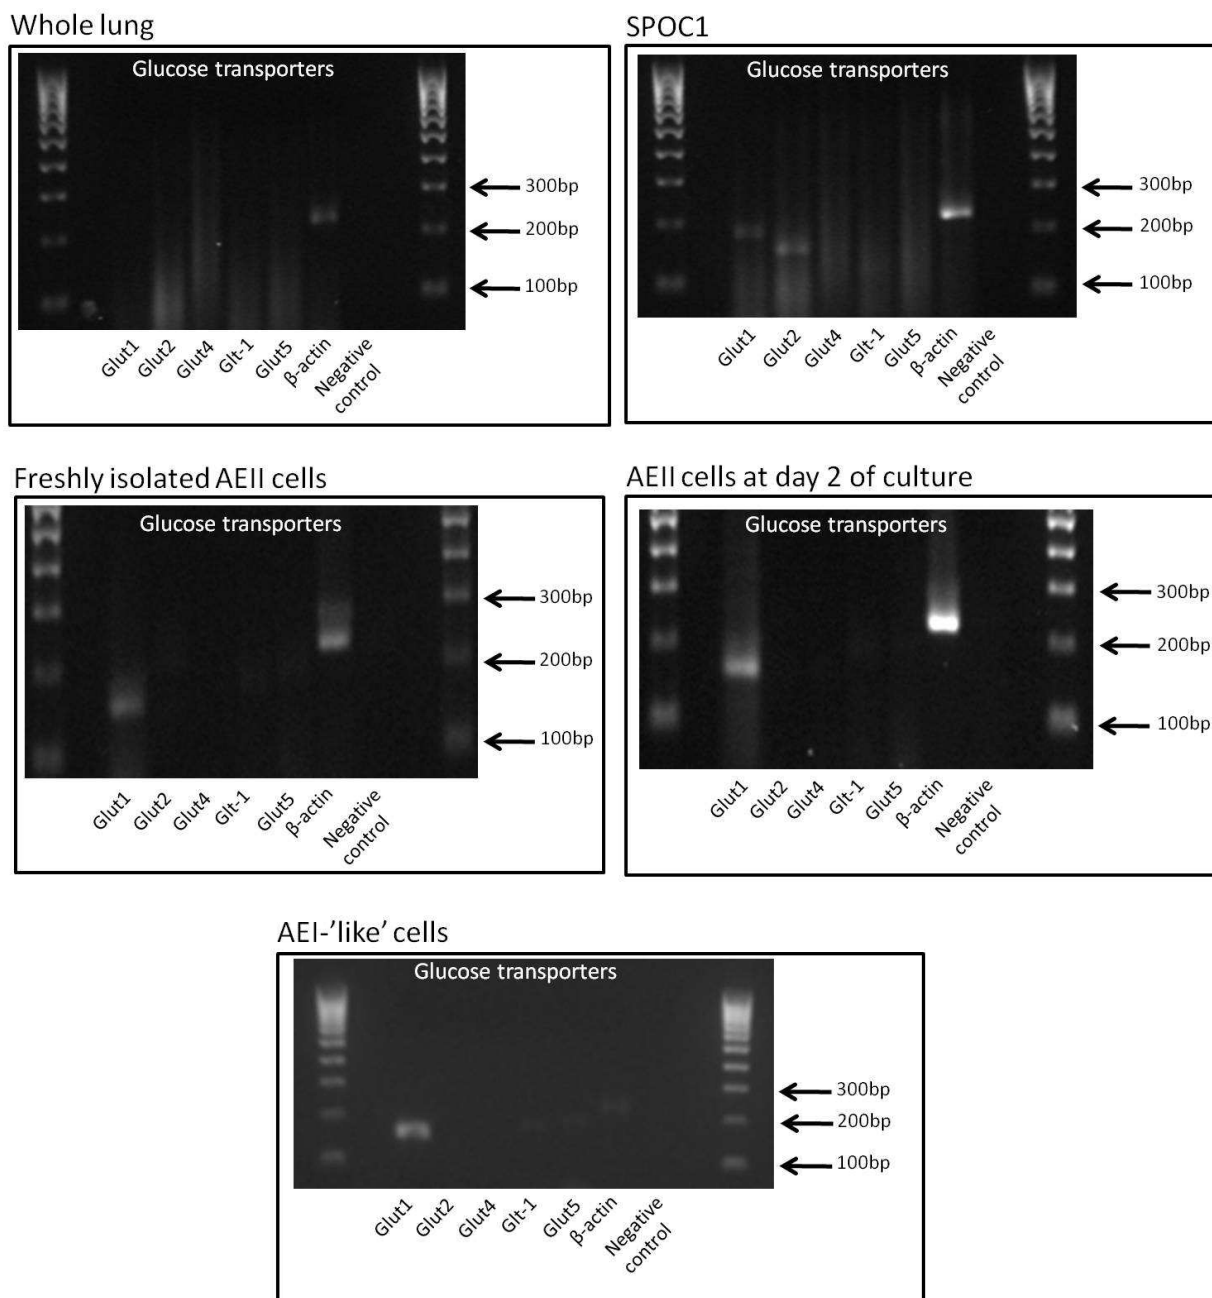 Whole lung
Glucose transporters
300bp
200bp
100bp
Glut1
Glut2
Glut4
Glt-1
Glut5
β-actin
Negative
control
SPOC1
Glucose transporters
300bp
200bp
100bp
Glut1
Glut2
Glut4
Glt-1
Glut5
β-actin
Negative
control
Freshly isolated AEII cells
Glucose transporters
300bp
200bp
100bp
Glut1
Glut2
Glut4
Glt-1
Glut5
β-actin
Negative
control
AEII cells at day 2 of culture
Glucose transporters
300bp
200bp
100bp
Glut1
Glut2
Glut4
Glt-1
Glut5
β-actin
Negative
control
AEI-’like’ cells
Glucose transporters
300bp
200bp
100bp
Glut1
Glut2
Glut4
Glt-1
Glut5
β-actin
Negative
control